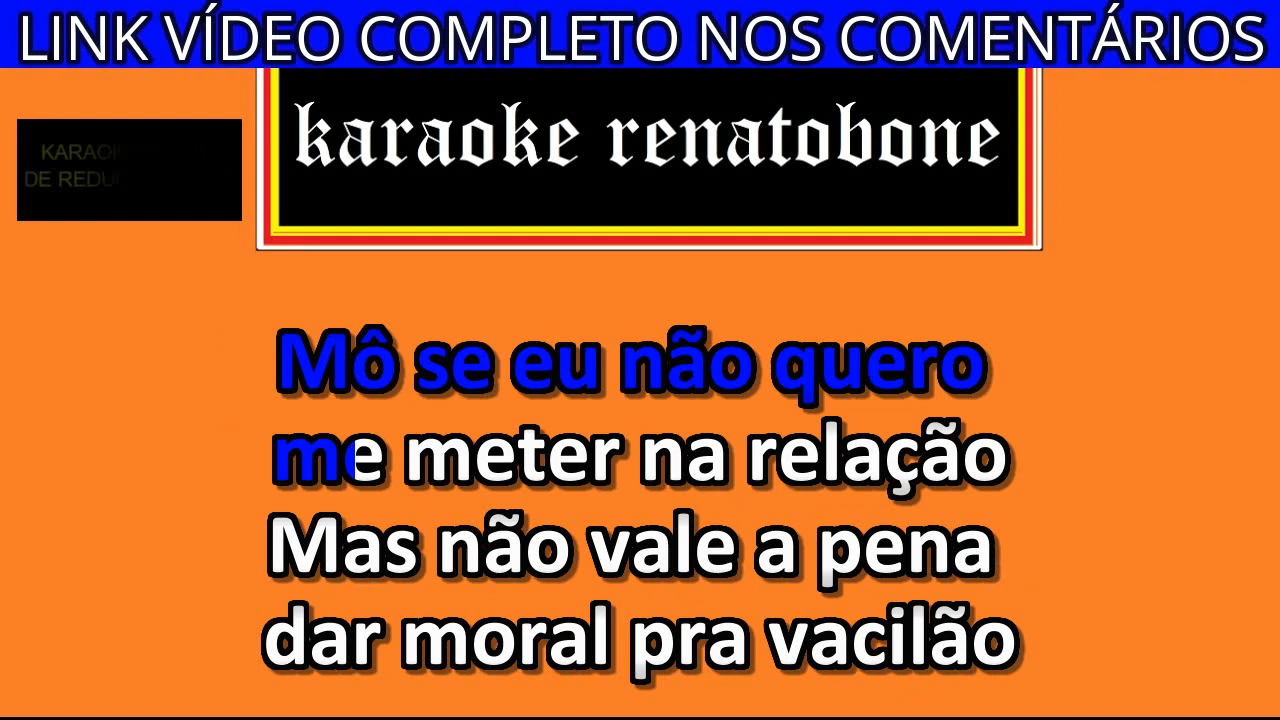 LINK VÍDEO COMPLETO NOS COMENTÁRIOS
karaoke renatobone
DE
Mô se eu não quero
me meter na relação
Mas não vale a pena
dar moral pra vacilão